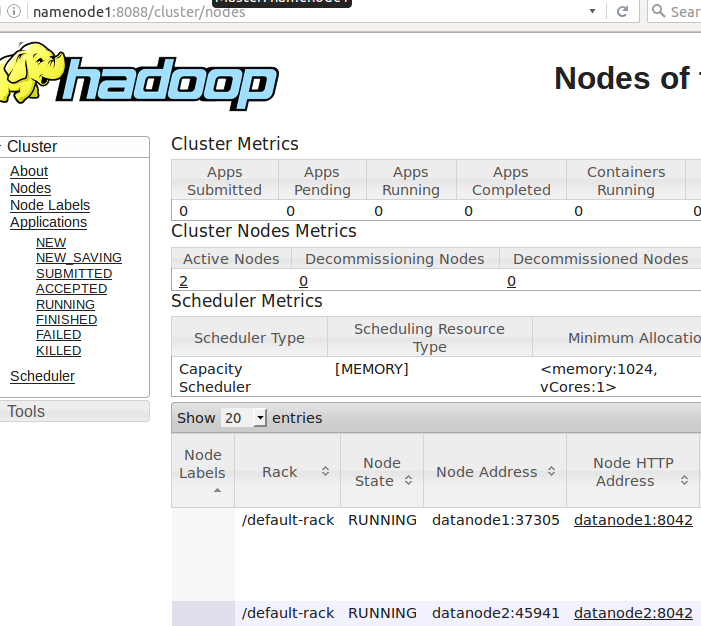 Master: namenode1
namenode1:8088/cluster/nodes
Sear
hadoop
Nodes of
Cluster
About
Nodes
Node Labels
Applications
NEW
NEW_SAVING
SUBMITTED
ACCEPTED
RUNNING
FINISHED
FAILED
KILLED
Scheduler
Tools
Cluster Metrics
Apps Submitted Apps Pending Apps Running Apps Completed Containers Running
0 0 0 0 0 0
Cluster Nodes Metrics
Active Nodes Decommissioning Nodes Decommissioned Nodes
2 0 0
Scheduler Metrics
Scheduler Type Scheduling Resource Type Minimum Allocatio
Capacity Scheduler [MEMORY] <memory:1024, vCores:1>
Show 20 entries
Node Labels Rack Node State Node Address Node HTTP Address
/default-rack RUNNING datanode1:37305 datanode1:8042
/default-rack RUNNING datanode2:45941 datanode2:8042